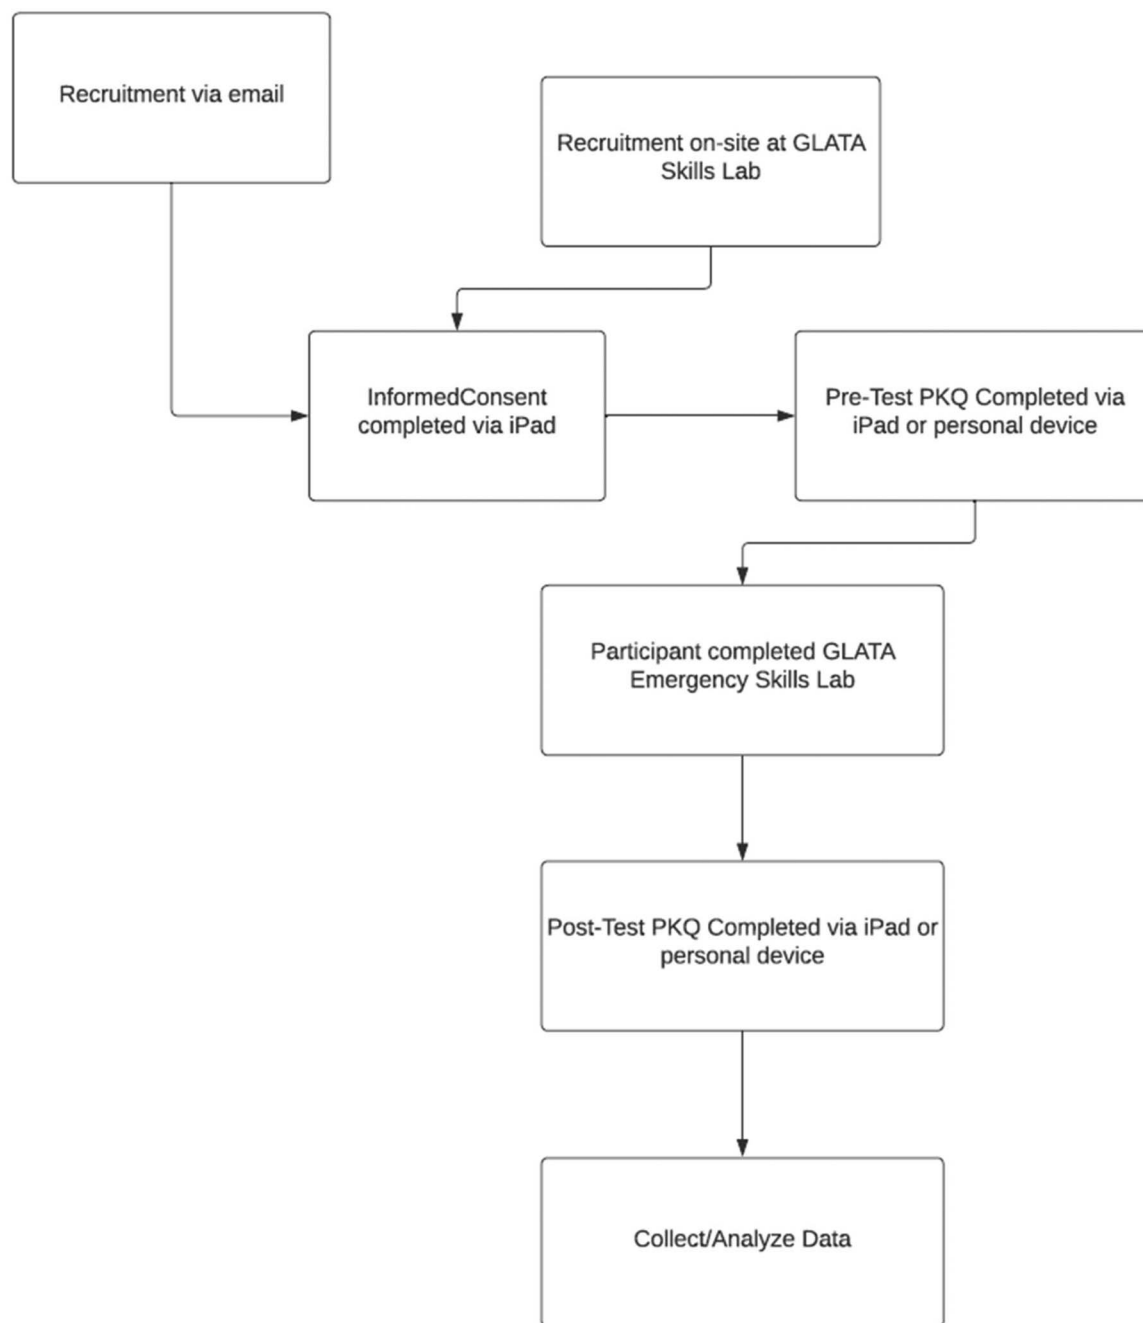 Recruitment via email
Recruitment on-site at GLATA
Skills Lab
InformedConsent
completed via iPad
Pre-Test PKQ Completed via
iPad or personal device
Participant completed GLATA
Emergency Skills Lab
Post-Test PKQ Completed via iPad or
personal device
Collect/Analyze Data